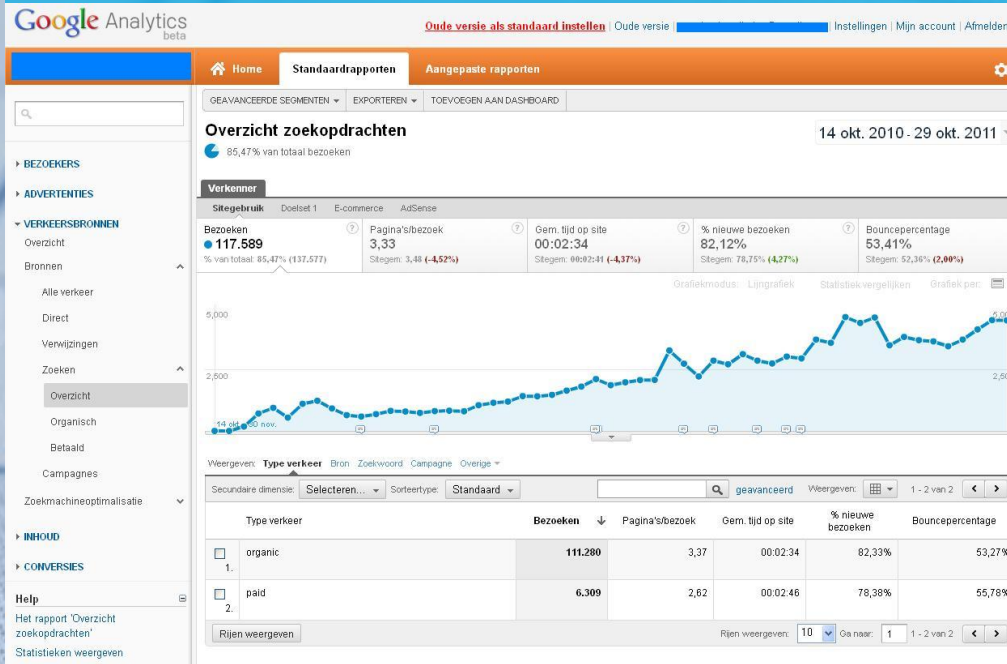 Google Analytics
beta
Oude versie als standaard instellen | Oude versie | | Instellingen | Mijn account | Afmelden
Home Standaardrapporten Aangepaste rapporten
GEAVANCEERDE SEGMENTEN EXPORTEREN TOEVOEGEN AAN DASHBOARD
Overzicht zoekopdrachten
14 okt. 2010 - 29 okt. 2011
85,47% van totaal bezoeken
BEZOEKERS
ADVERTENTIES
VERKEERSBRONNEN
Overzicht
Bronnen
Alle verkeer
Direct
Verwijzingen
Zoeken
Overzicht
Organisch
Betaald
Campagnes
Zoekmachineoptimalisatie
INHOUD
CONVERSIES
Help
Het rapport 'Overzicht
zoekopdrachten'
Statistieken weergeven
Verkenner
Sitegebruik Doelset 1 E-commerce AdSense
Bezoeken ? Pagina's/bezoek ? Gem. tijd op site ? % nieuwe bezoeken ? Bouncepercentage
117.589 3,33 00:02:34 82,12% 53,41%
% van totaal: 85,47% (137.577) Sitegem: 3,48 (-4,52%) Sitegem: 00:02:41 (-4,37%) Sitegem: 78,75% (4,27%) Sitegem: 52,36% (2,00%)
Grafiekmodus: Lijngrafiek Statistiek vergelijken Grafiek per:
5,000
2,500
14 okt. - 30 nov.
Weergeven: Type verkeer Bron Zoekwoord Campagne Overige
Secundaire dimensie: Selecteren... Sorteertype: Standaard geavanceerd Weergeven: 1 - 2 van 2
Type verkeer Bezoeken Pagina's/bezoek Gem. tijd op site % nieuwe bezoeken Bouncepercentage
1. organic 111.280 3,37 00:02:34 82,33% 53,27%
2. paid 6.309 2,62 00:02:46 78,38% 55,78%
Rijen weergeven Rijen weergeven: 10 Ga naar: 1 1 - 2 van 2